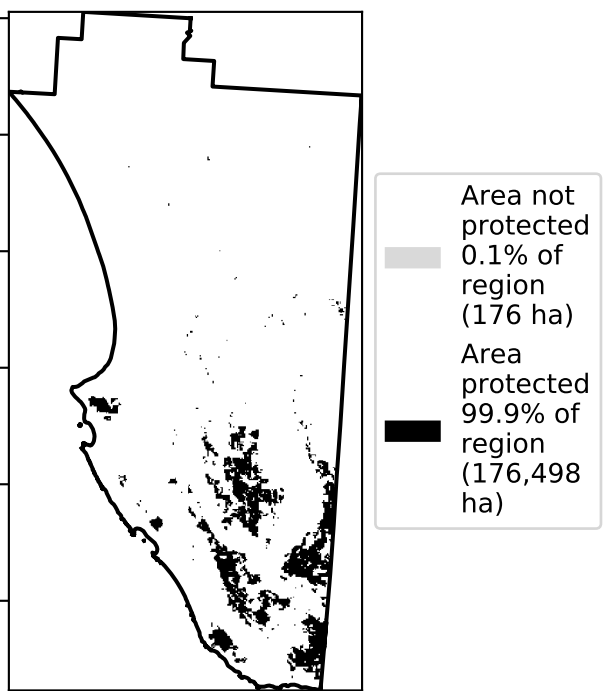 Area not
protected
0.1% of
region
(176 ha)
Area
protected
99.9% of
region
(176,498
ha)